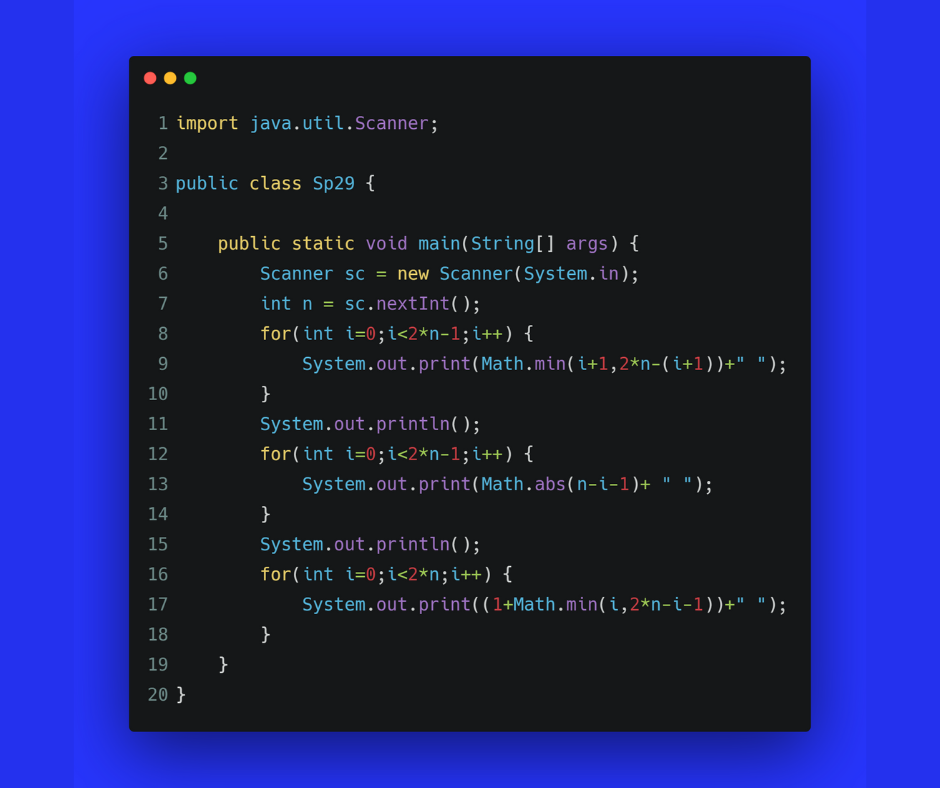 1 import java.util.Scanner;
2
3 public class Sp29 {
4
5     public static void main(String[] args) {
6         Scanner sc = new Scanner(System.in);
7         int n = sc.nextInt();
8         for(int i=0;i<2*n-1;i++) {
9             System.out.print(Math.min(i+1,2*n-(i+1))+" ");
10         }
11         System.out.println();
12         for(int i=0;i<2*n-1;i++) {
13             System.out.print(Math.abs(n-i-1)+ " ");
14         }
15         System.out.println();
16         for(int i=0;i<2*n;i++) {
17             System.out.print((1+Math.min(i,2*n-i-1))+" ");
18         }
19     }
20 }